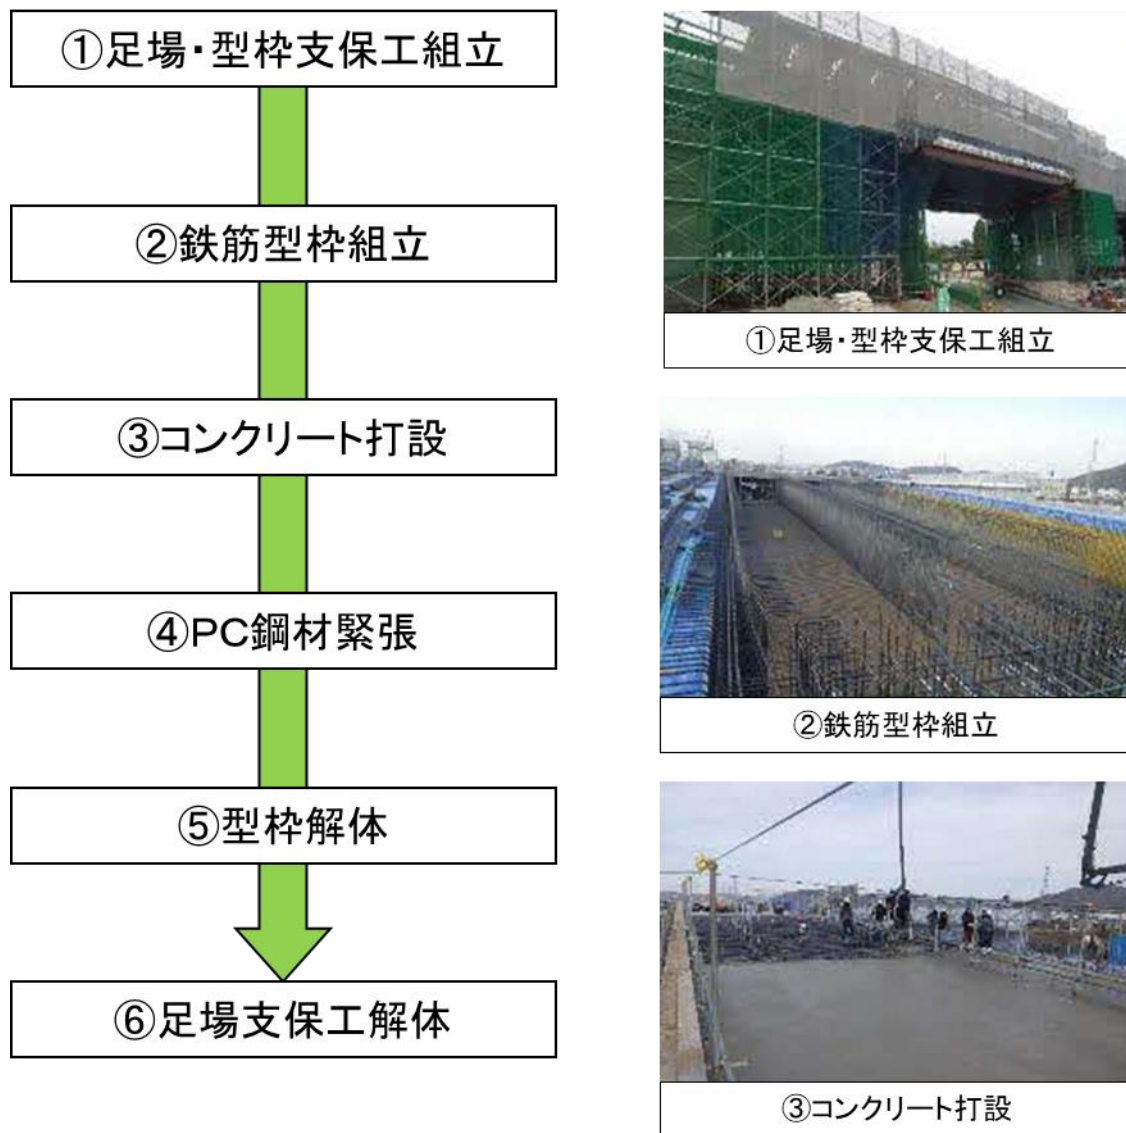 ①足場・型枠支保工組立
②鉄筋型枠組立
③コンクリート打設
④PC鋼材緊張
⑤型枠解体
⑥足場支保工解体
①足場・型枠支保工組立
②鉄筋型枠組立
③コンクリート打設